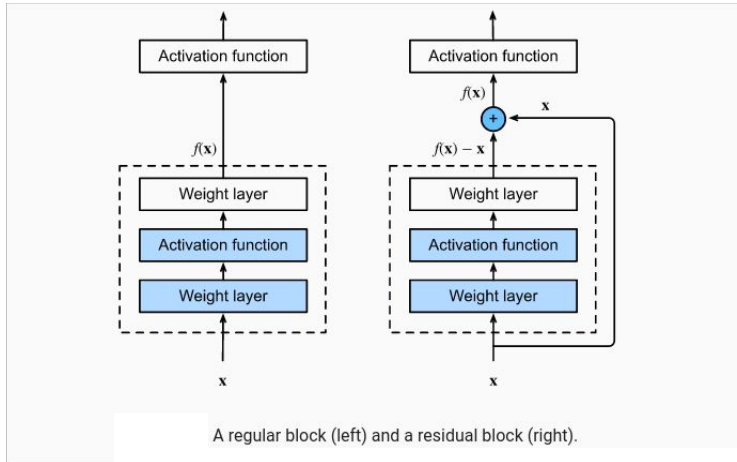 Activation function
f(x)
Weight layer
Activation function
Weight layer
x
Activation function
f(x)
x
+
f(x) − x
Weight layer
Activation function
Weight layer
x
A regular block (left) and a residual block (right).